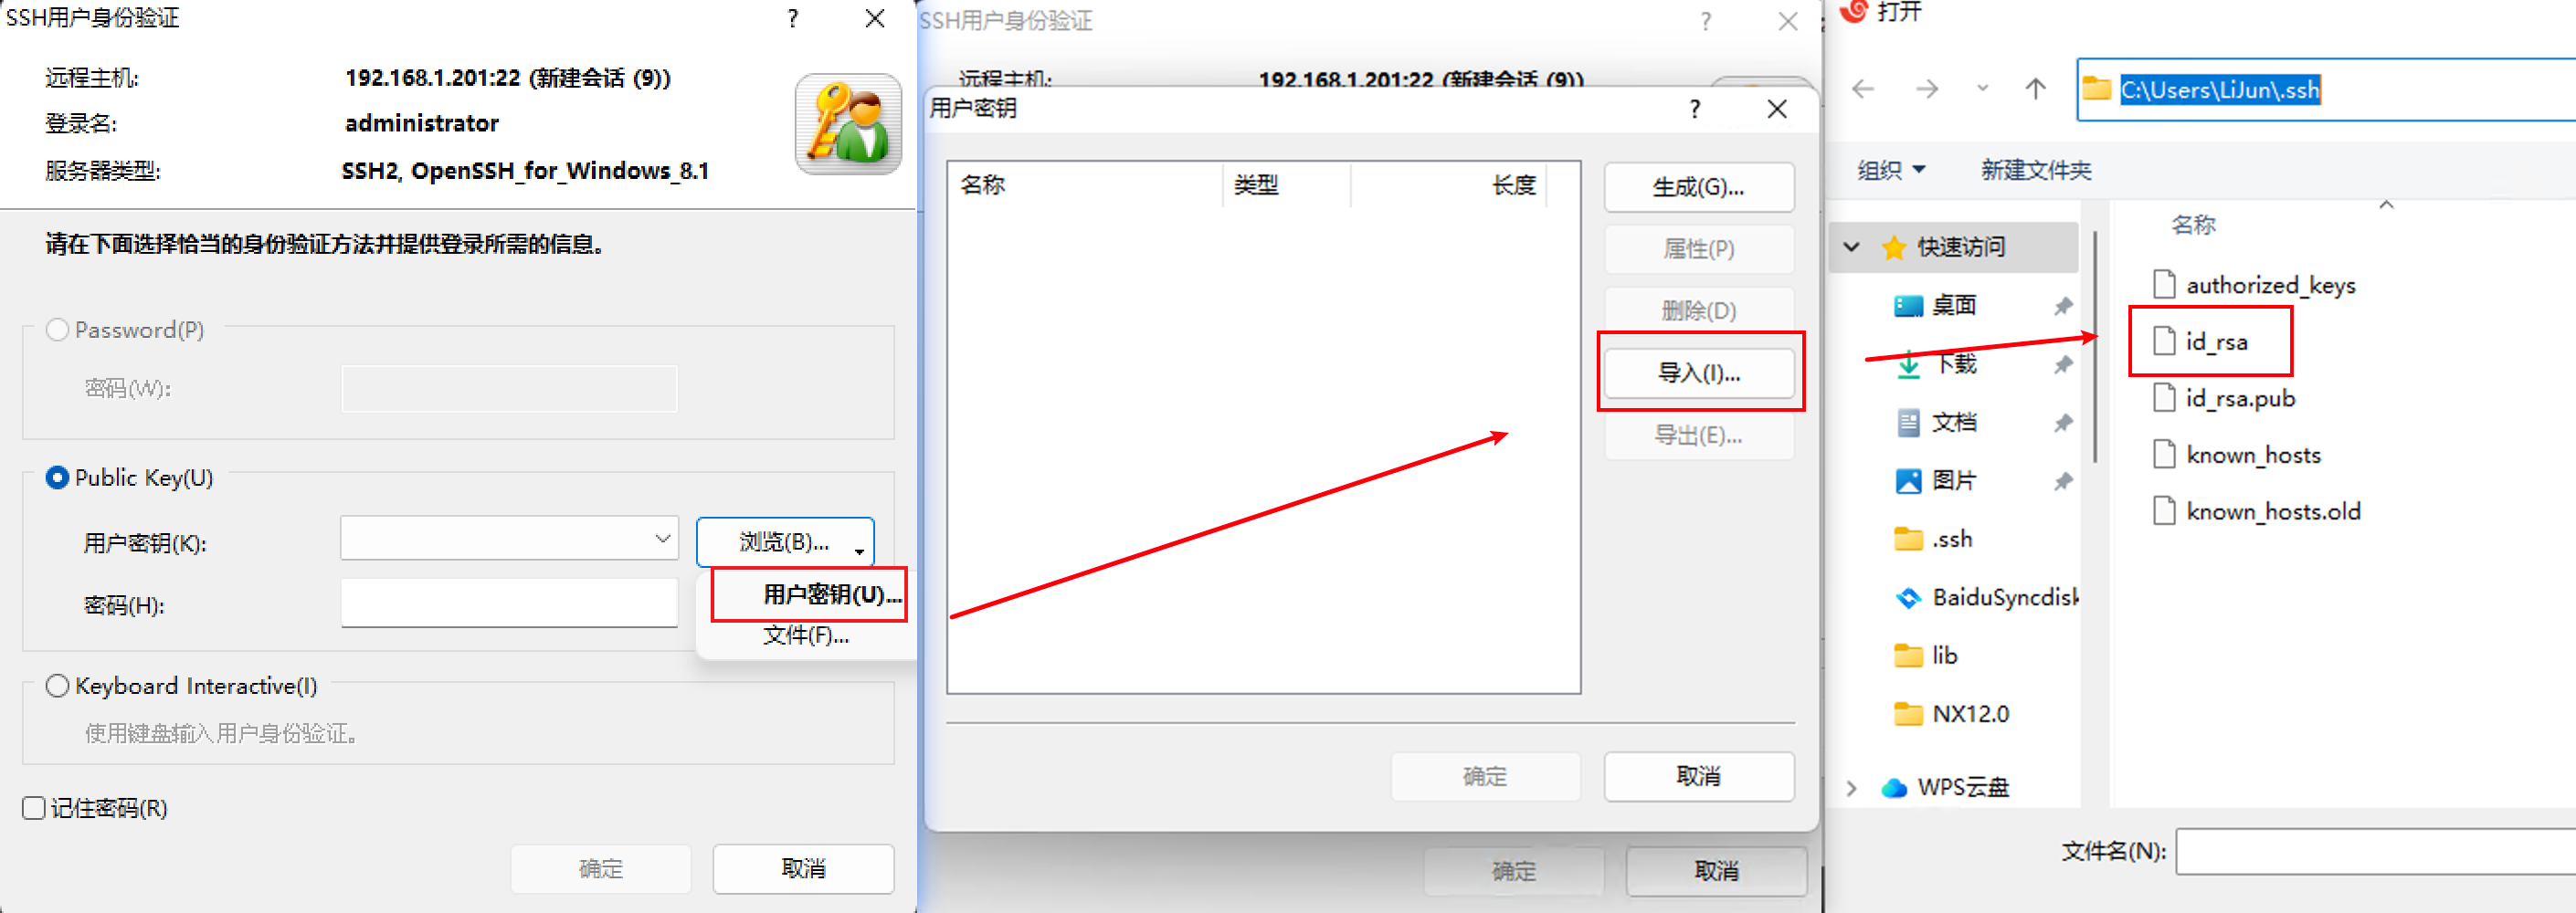 SSH用户身份验证
远程主机: 192.168.1.201:22 (新建会话 (9))
登录名: administrator
服务器类型: SSH2, OpenSSH_for_Windows_8.1
请在下面选择恰当的身份验证方法并提供登录所需的信息。
Password(P)
密码(W):
Public Key(U)
用户密钥(K): 浏览(B)...
用户密钥(U)...
密码(H):
文件(F)...
Keyboard Interactive(I)
使用键盘输入用户身份验证。
记住密码(R)
确定 取消
SSH用户身份验证
远程主机: 192.168.1.201:22 (新建会话 (9))
用户密钥
名称 类型 长度
生成(G)...
属性(P)
删除(D)
导入(I)...
导出(E)...
确定 取消
确定 取消
打开
C:\Users\LiJun\.ssh
组织 新建文件夹
快速访问
桌面
下载
文档
图片
.ssh
BaiduSyncdisk
lib
NX12.0
WPS云盘
名称
authorized_keys
id_rsa
id_rsa.pub
known_hosts
known_hosts.old
文件名(N):